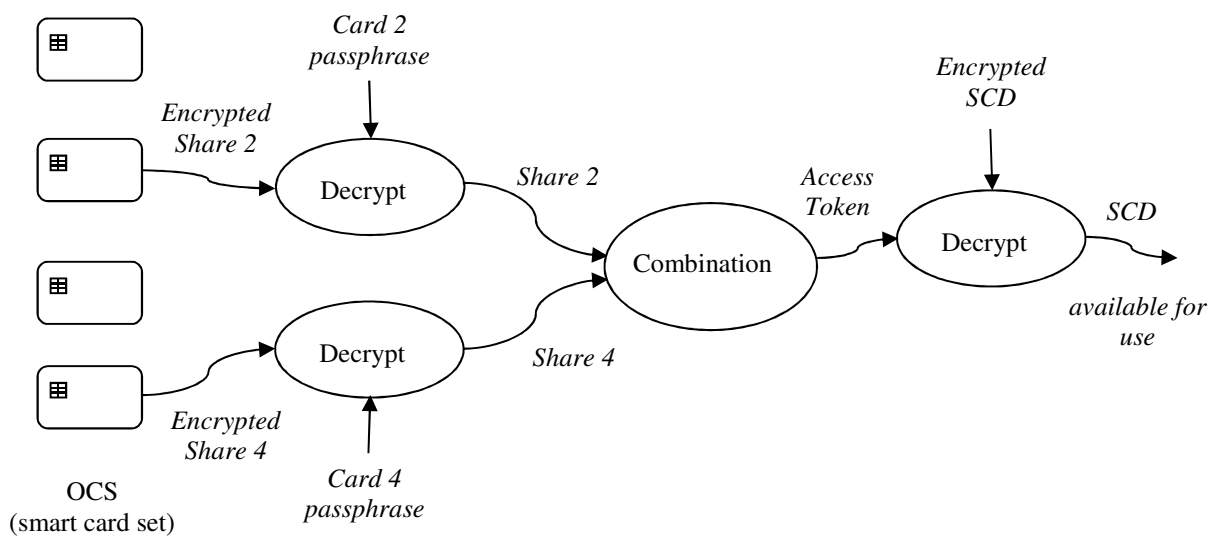 Card 2
passphrase
Encrypted
SCD
Encrypted
Share 2
Decrypt
Share 2
Access
Token
SCD
Decrypt
Combination
available for
use
Decrypt
Share 4
Encrypted
Share 4
Card 4
passphrase
OCS
(smart card set)